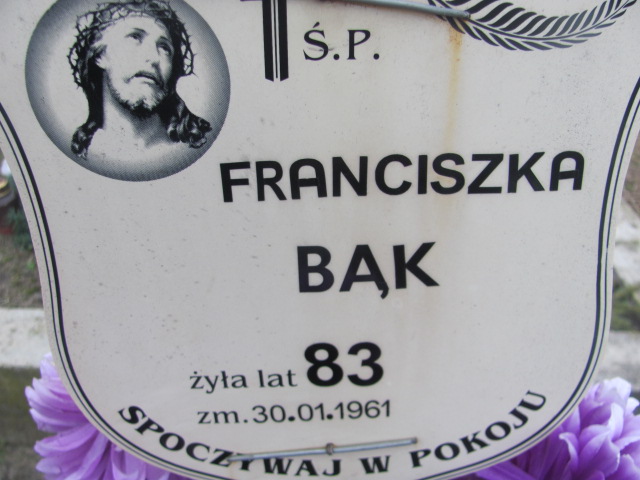 Ś.P.
FRANCISZKA
BĄK
żyła lat 83
zm. 30.01.1961
SPOCZYWAJ W POKOJU